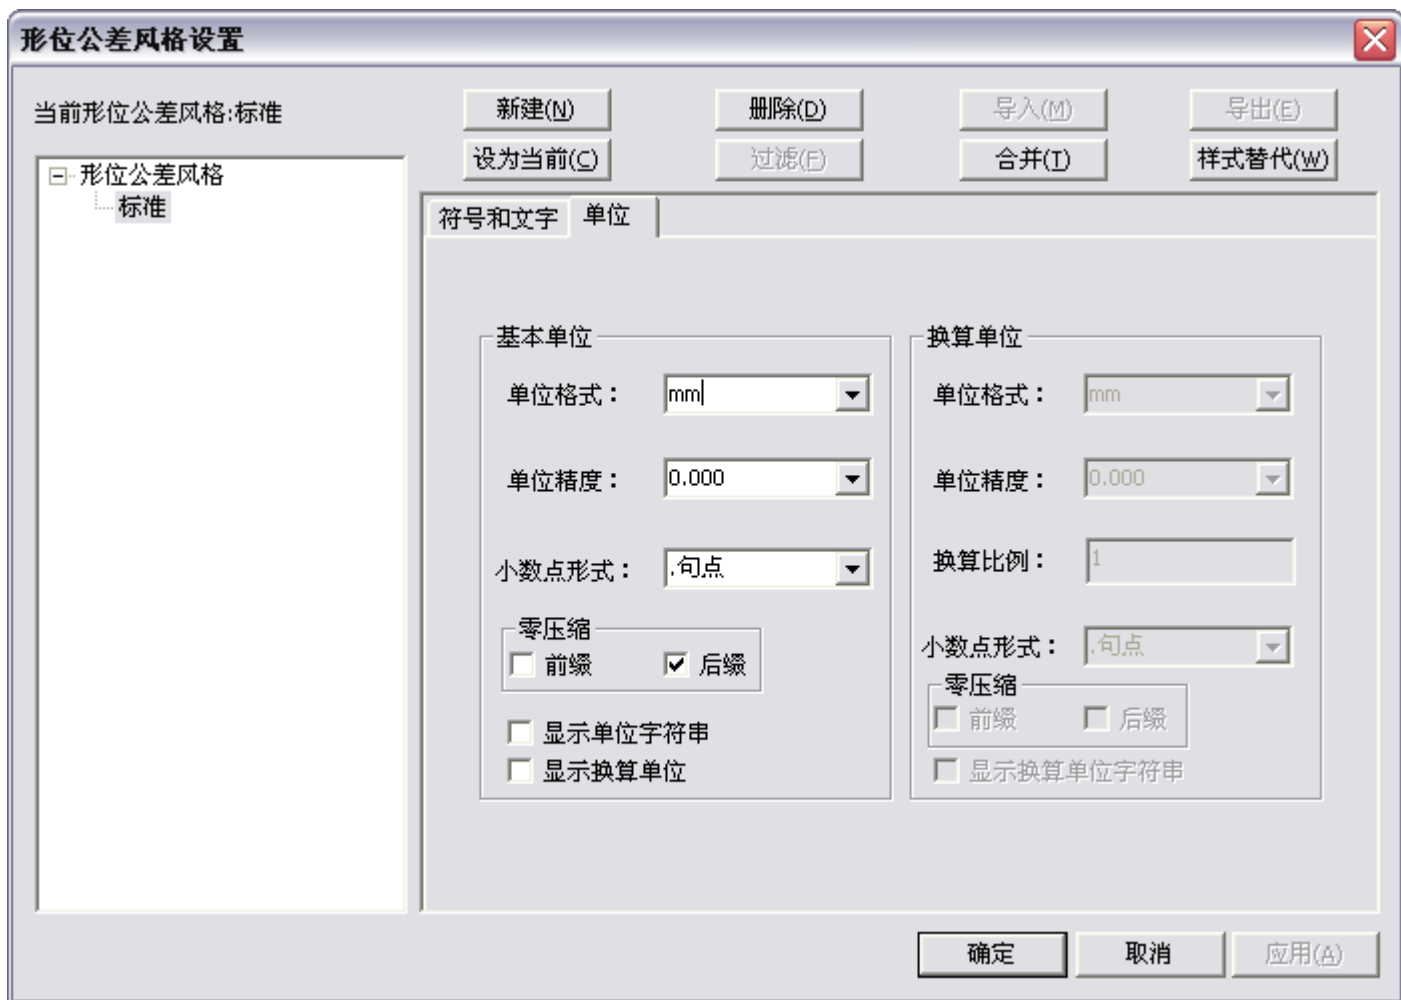 形位公差风格设置
当前形位公差风格:标准
新建(N) 删除(D) 导入(M) 导出(E)
设为当前(C) 过滤(F) 合并(T) 样式替代(W)
形位公差风格
标准
符号和文字 单位
基本单位
单位格式： mm
单位精度： 0.000
小数点形式： .句点
零压缩
前缀 后缀
显示单位字符串
显示换算单位
换算单位
单位格式： mm
单位精度： 0.000
换算比例： 1
小数点形式： .句点
零压缩
前缀 后缀
显示换算单位字符串
确定 取消 应用(A)